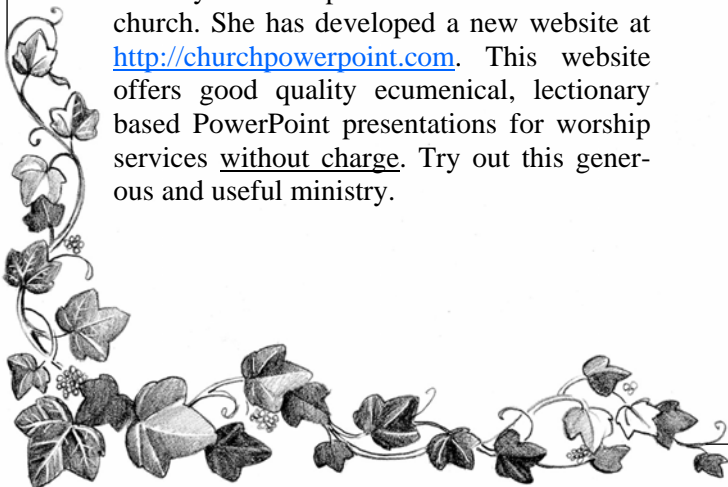 church. She has developed a new website at
http://churchpowerpoint.com. This website
offers good quality ecumenical, lectionary
based PowerPoint presentations for worship
services without charge. Try out this gener-
ous and useful ministry.